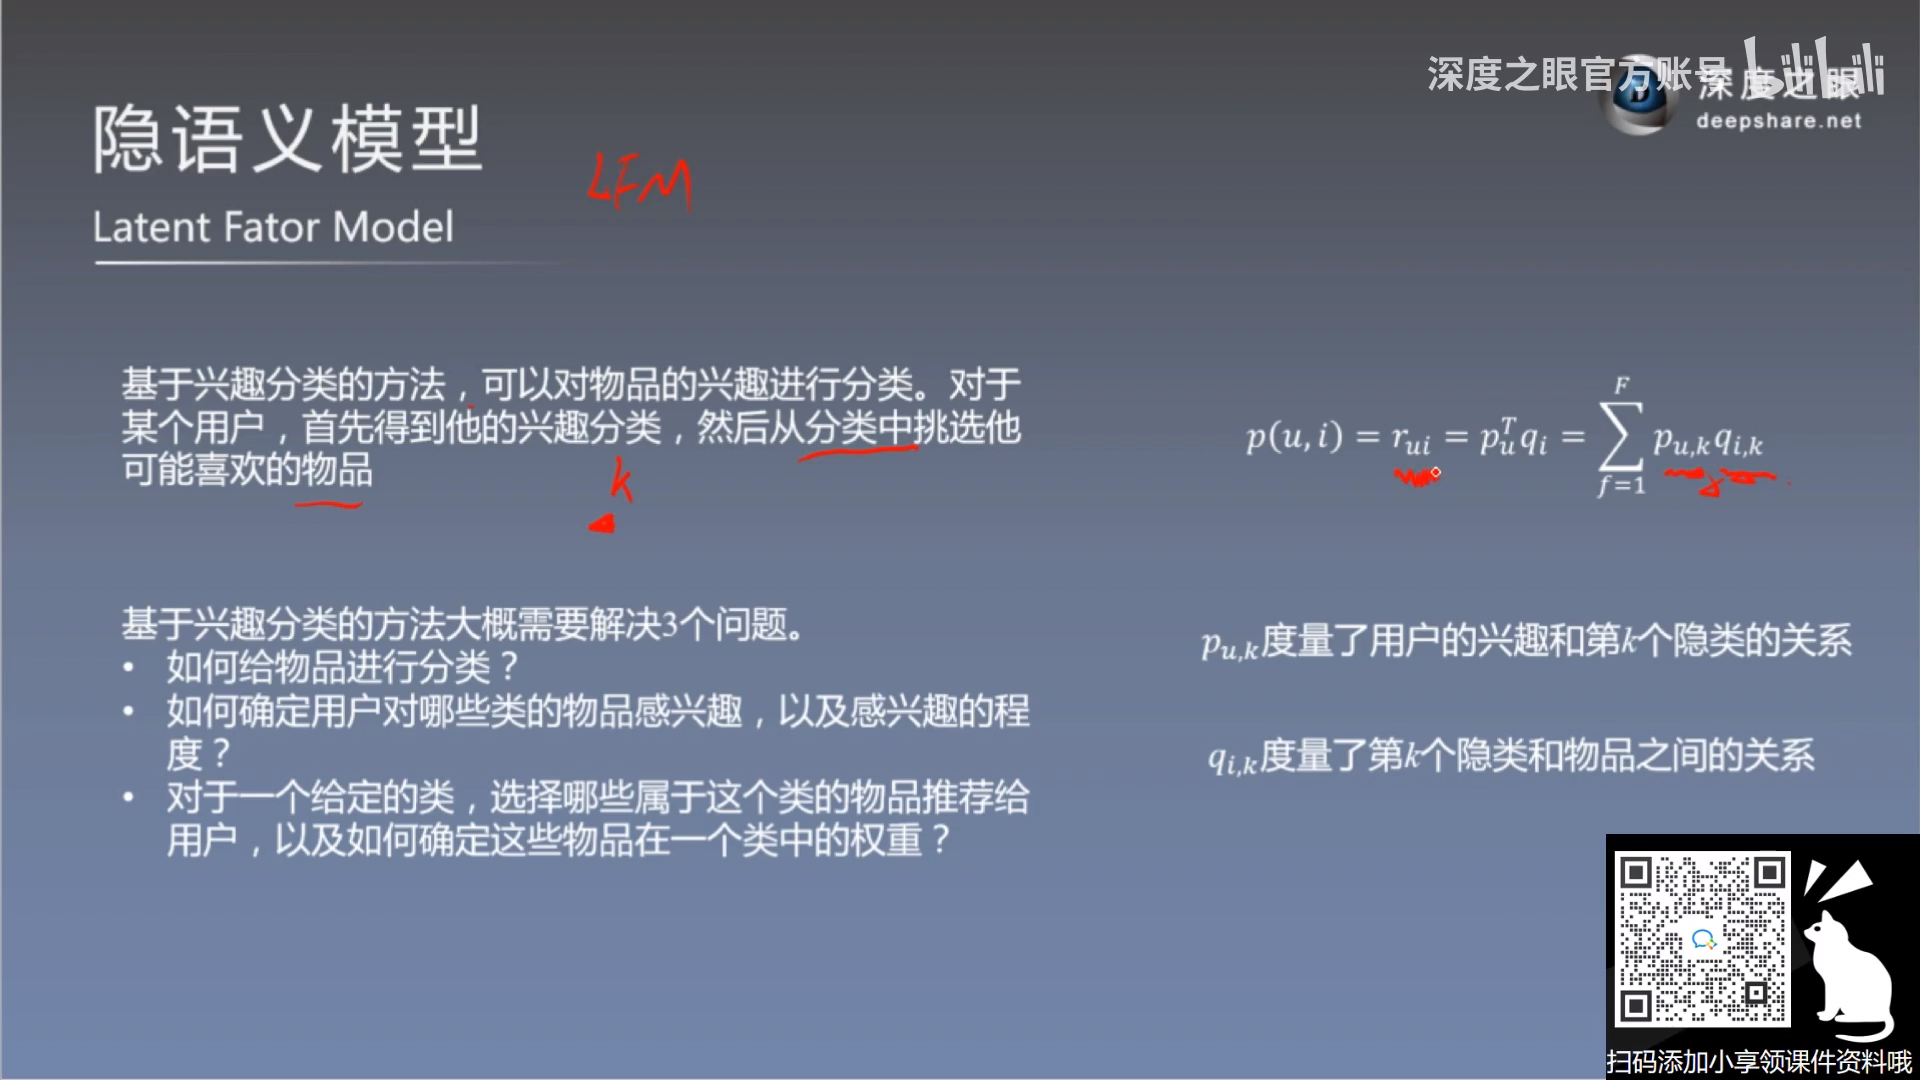 深度之眼官方账号 bilibili
深度之眼
deepshare.net
隐语义模型
LFM
Latent Fator Model
基于兴趣分类的方法，可以对物品的兴趣进行分类。对于
某个用户，首先得到他的兴趣分类，然后从分类中挑选他
可能喜欢的物品
k
基于兴趣分类的方法大概需要解决3个问题。
• 如何给物品进行分类？
• 如何确定用户对哪些类的物品感兴趣，以及感兴趣的程
度？
• 对于一个给定的类，选择哪些属于这个类的物品推荐给
用户，以及如何确定这些物品在一个类中的权重？
p(u,i) = r_{ui} = p_u^T q_i = \sum_{f=1}^{F} p_{u,k} q_{i,k}
p_{u,k}度量了用户的兴趣和第k个隐类的关系
q_{i,k}度量了第k个隐类和物品之间的关系
扫码添加小享领课件资料哦